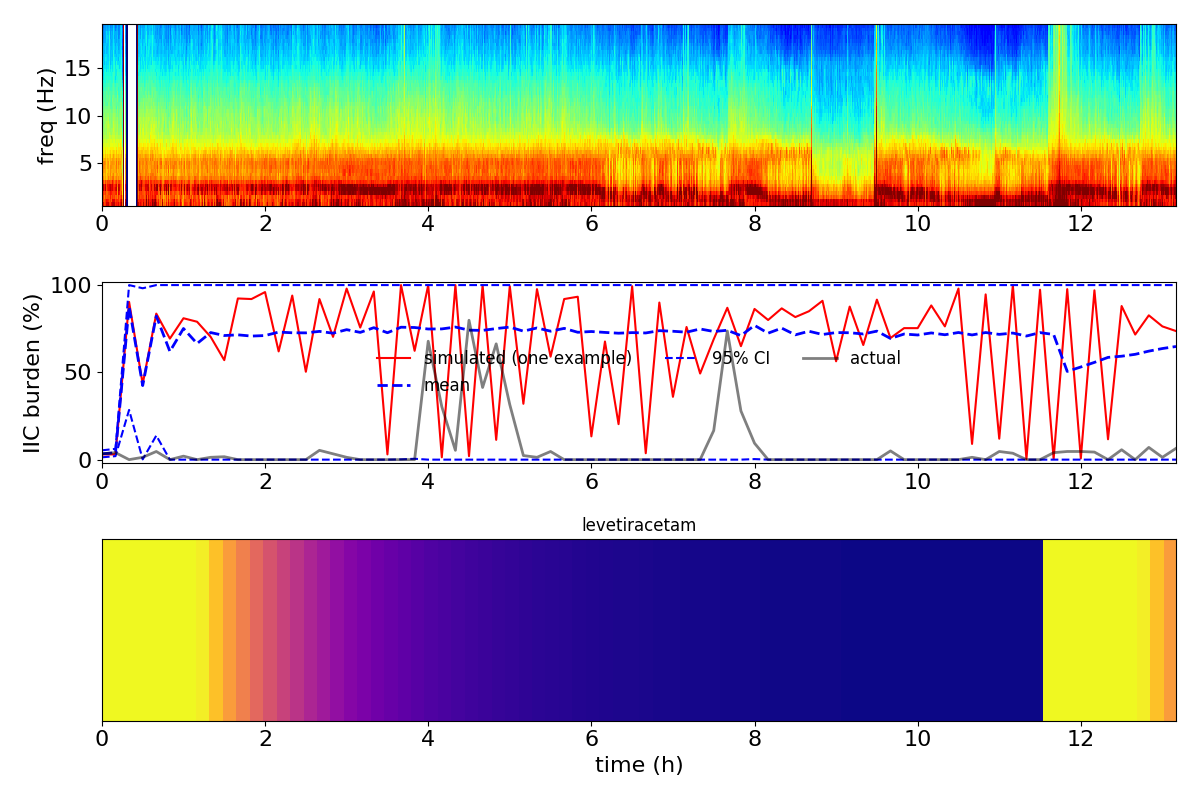 freq (Hz)
15
10
5
0 2 4 6 8 10 12
IIC burden (%)
100
50
0
simulated (one example) 95% CI actual
mean
0 2 4 6 8 10 12
levetiracetam
0 2 4 6 8 10 12
time (h)